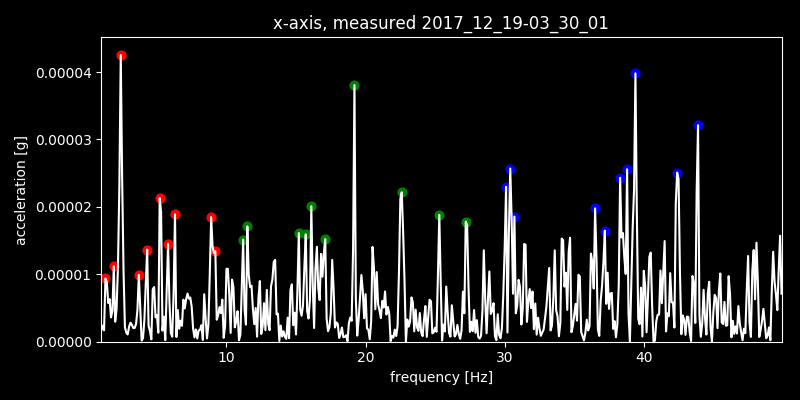 x-axis, measured 2017_12_19-03_30_01
0.00004
0.00003
0.00002
0.00001
0.00000
acceleration [g]
10 20 30 40
frequency [Hz]